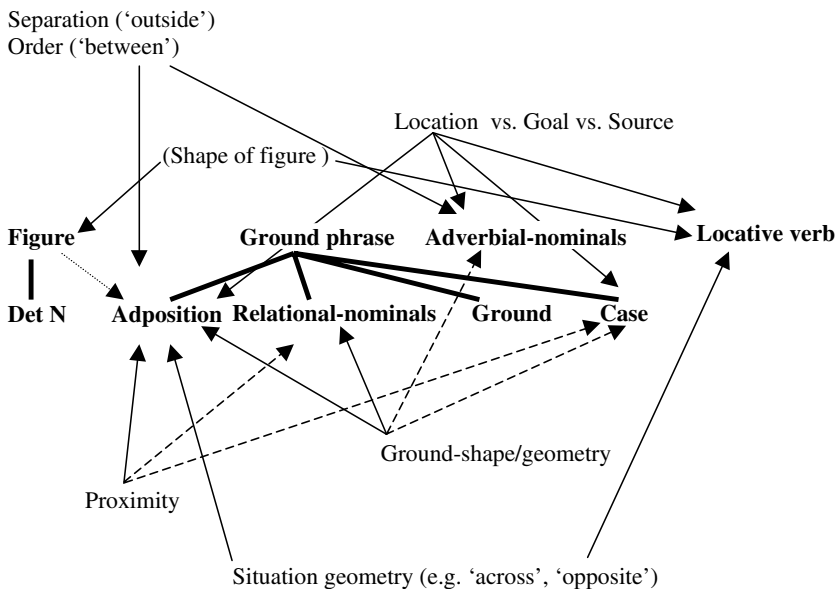 Separation (‘outside’)
Order (‘between’)
Location vs. Goal vs. Source
(Shape of figure )
Figure Ground phrase Adverbial-nominals Locative verb
Det N Adposition Relational-nominals Ground Case
Ground-shape/geometry
Proximity
Situation geometry (e.g. ‘across’, ‘opposite’)